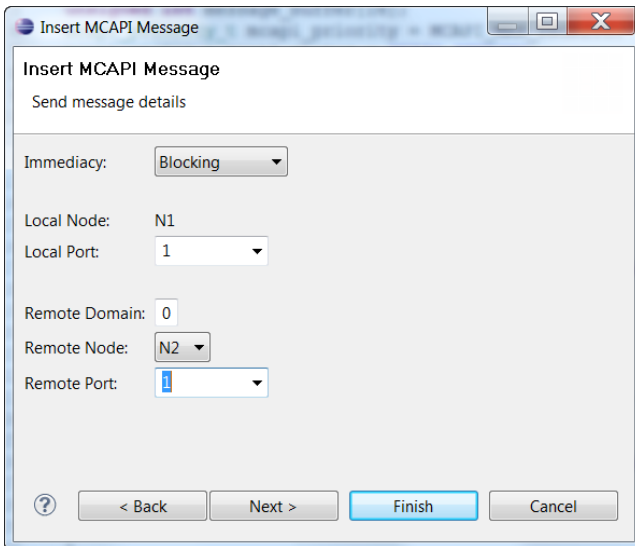 Insert MCAPI Message
Insert MCAPI Message
Send message details
Immediacy: Blocking
Local Node: N1
Local Port: 1
Remote Domain: 0
Remote Node: N2
Remote Port: 1
? < Back Next > Finish Cancel